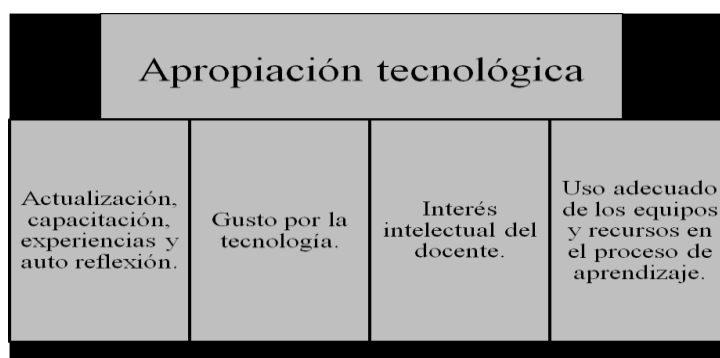 Apropiación tecnológica
Actualización,
capacitación,
experiencias y
auto reflexión.
Gusto por la
tecnología.
Interés
intelectual del
docente.
Uso adecuado
de los equipos
y recursos en
el proceso de
aprendizaje.